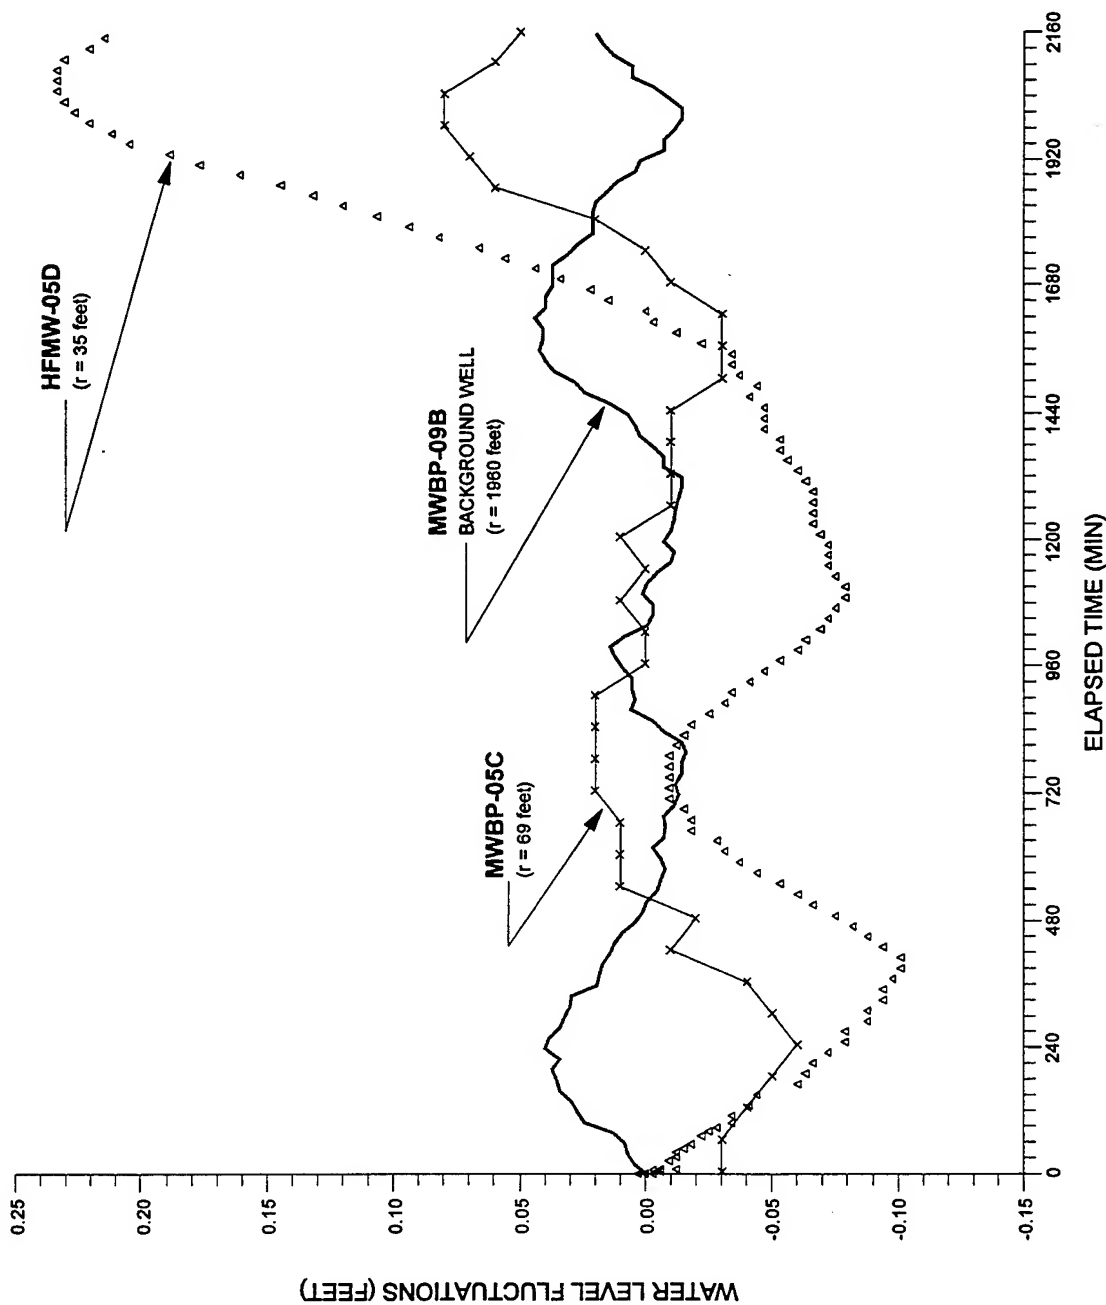 WATER LEVEL FLUCTUATIONS (FEET)
0.25
0.20
0.15
0.10
0.05
0.00
-0.05
-0.10
-0.15
HFMW-05D
(r = 35 feet)
MWBP-09B
BACKGROUND WELL
(r = 1960 feet)
MWBP-05C
(r = 69 feet)
0
240
480
720
960
1200
1440
1680
1920
2160
ELAPSED TIME (MIN)